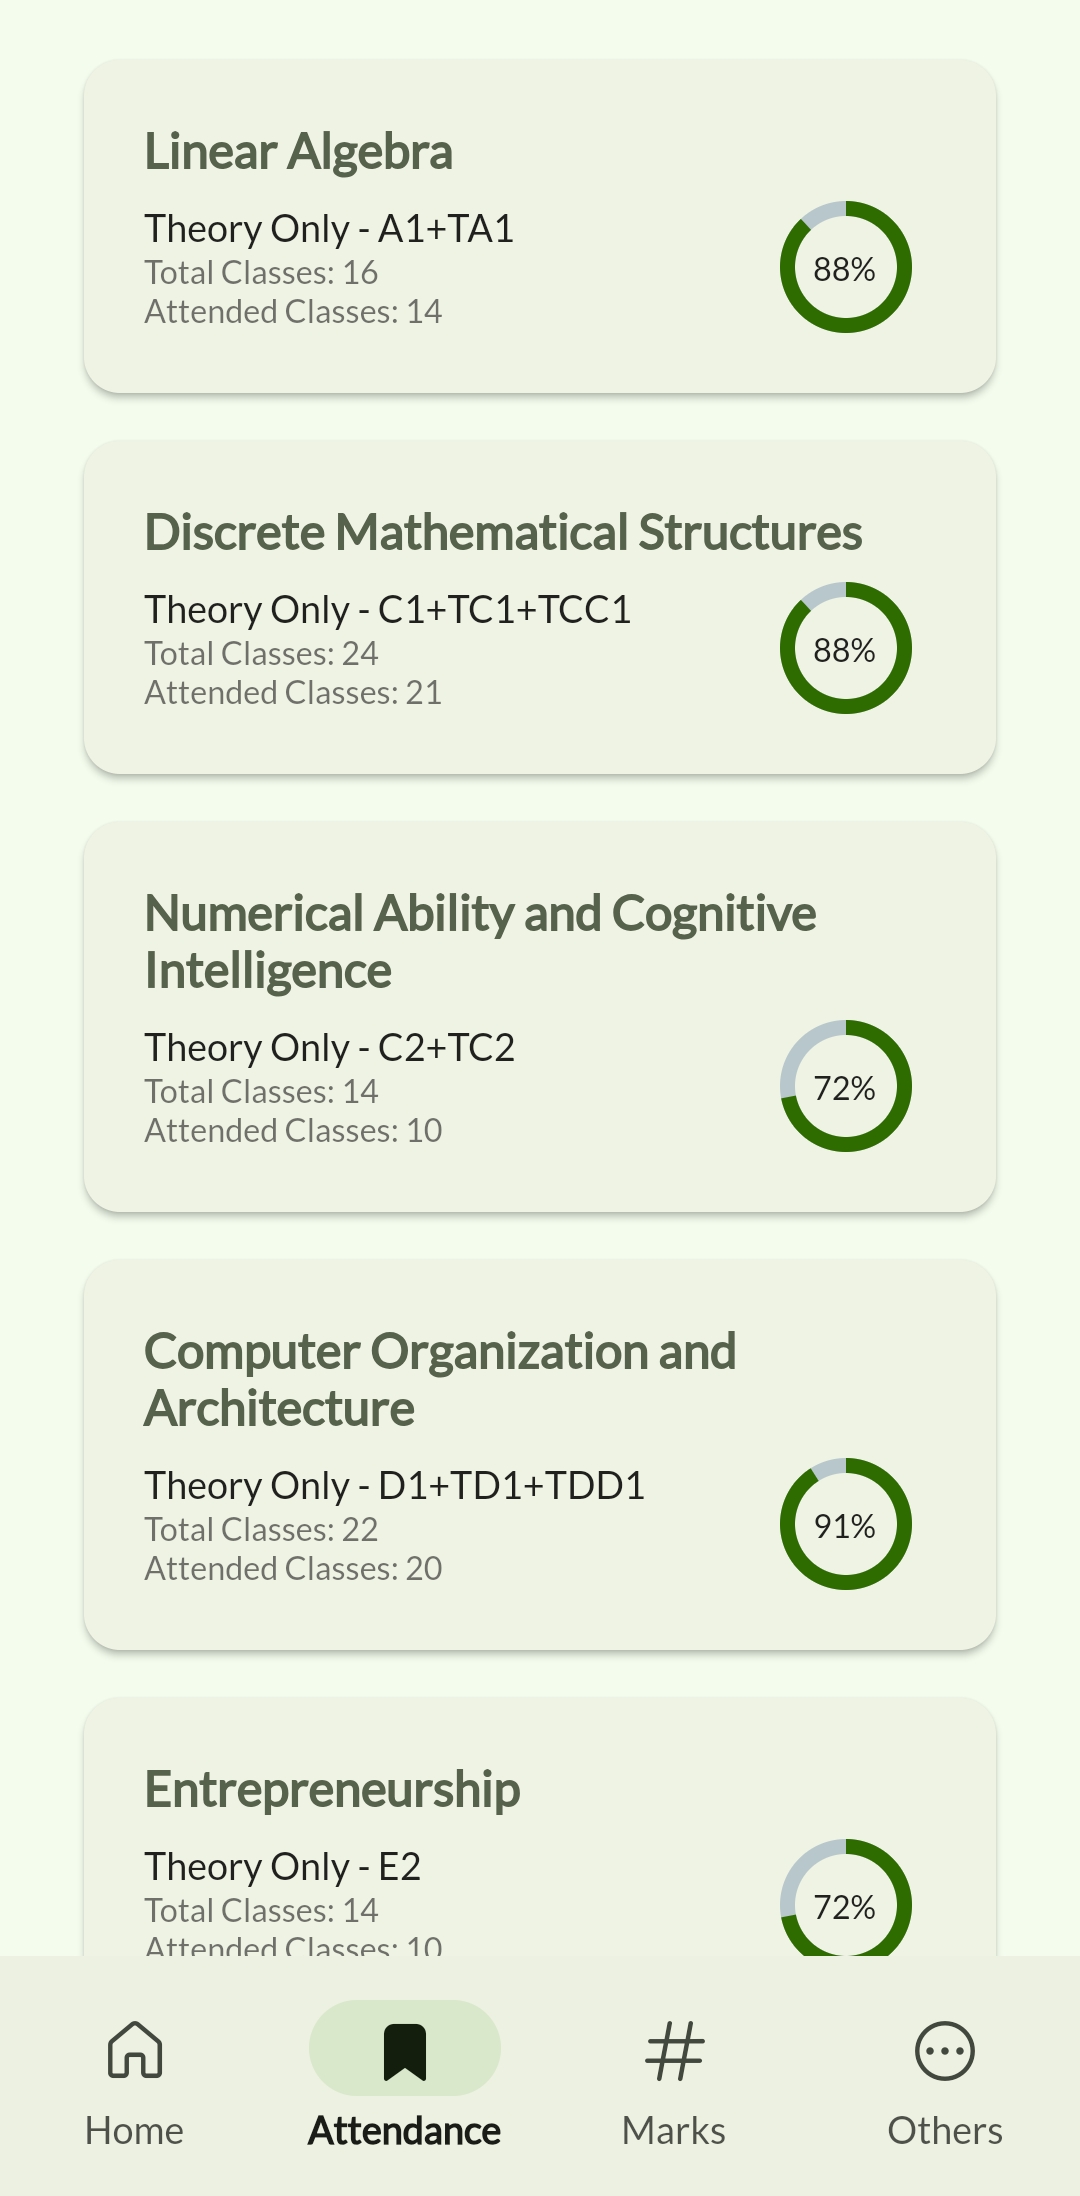 Linear Algebra
Theory Only - A1+TA1
Total Classes: 16
Attended Classes: 14
88%
Discrete Mathematical Structures
Theory Only - C1+TC1+TCC1
Total Classes: 24
Attended Classes: 21
88%
Numerical Ability and Cognitive
Intelligence
Theory Only - C2+TC2
Total Classes: 14
Attended Classes: 10
72%
Computer Organization and
Architecture
Theory Only - D1+TD1+TDD1
Total Classes: 22
Attended Classes: 20
91%
Entrepreneurship
Theory Only - E2
Total Classes: 14
Attended Classes: 10
72%
Home
Attendance
Marks
Others